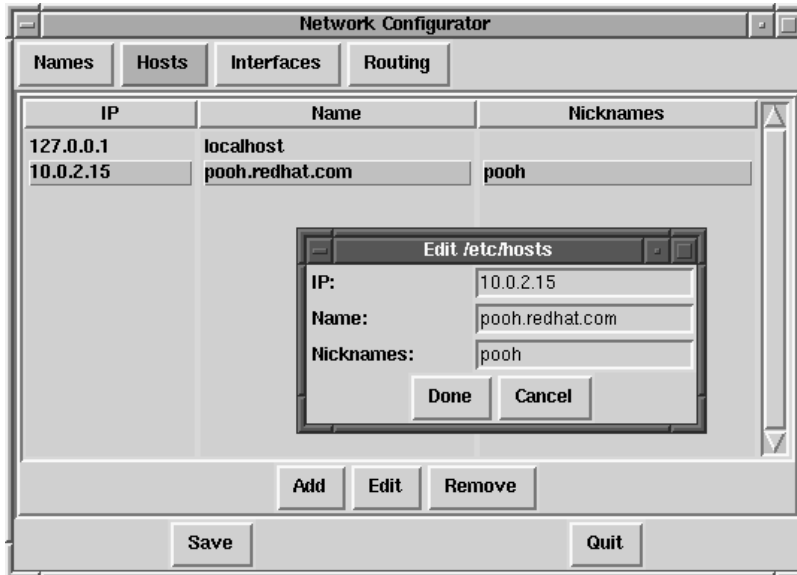 Network Configurator
Names Hosts Interfaces Routing
IP Name Nicknames
127.0.0.1 localhost
10.0.2.15 pooh.redhat.com pooh
Edit /etc/hosts
IP: 10.0.2.15
Name: pooh.redhat.com
Nicknames: pooh
Done Cancel
Add Edit Remove
Save Quit